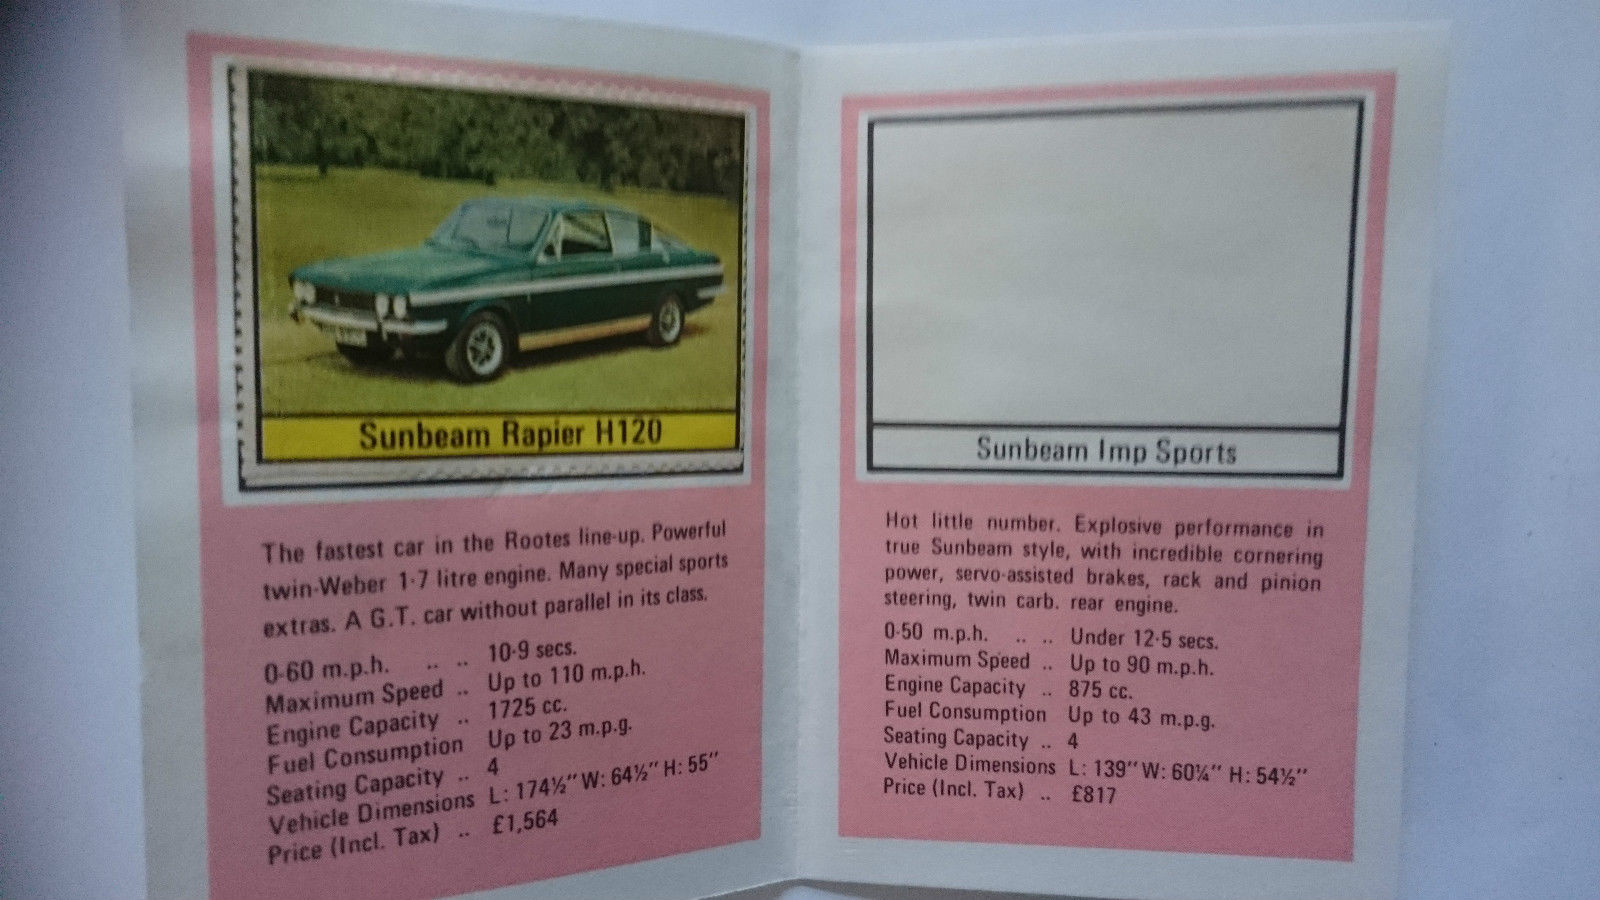 Sunbeam Rapier H120
The fastest car in the Rootes line-up. Powerful
twin-Weber 1·7 litre engine. Many special sports
extras. A G.T. car without parallel in its class.
0-60 m.p.h. .. .. 10·9 secs.
Maximum Speed .. Up to 110 m.p.h.
Engine Capacity .. 1725 cc.
Fuel Consumption Up to 23 m.p.g.
Seating Capacity .. 4
Vehicle Dimensions L: 174½″ W: 64½″ H: 55″
Price (Incl. Tax) .. £1,564
Sunbeam Imp Sports
Hot little number. Explosive performance in
true Sunbeam style, with incredible cornering
power, servo-assisted brakes, rack and pinion
steering, twin carb. rear engine.
0-50 m.p.h. .. .. Under 12·5 secs.
Maximum Speed .. Up to 90 m.p.h.
Engine Capacity .. 875 cc.
Fuel Consumption Up to 43 m.p.g.
Seating Capacity .. 4
Vehicle Dimensions L: 139″ W: 60¼″ H: 54½″
Price (Incl. Tax) .. £817